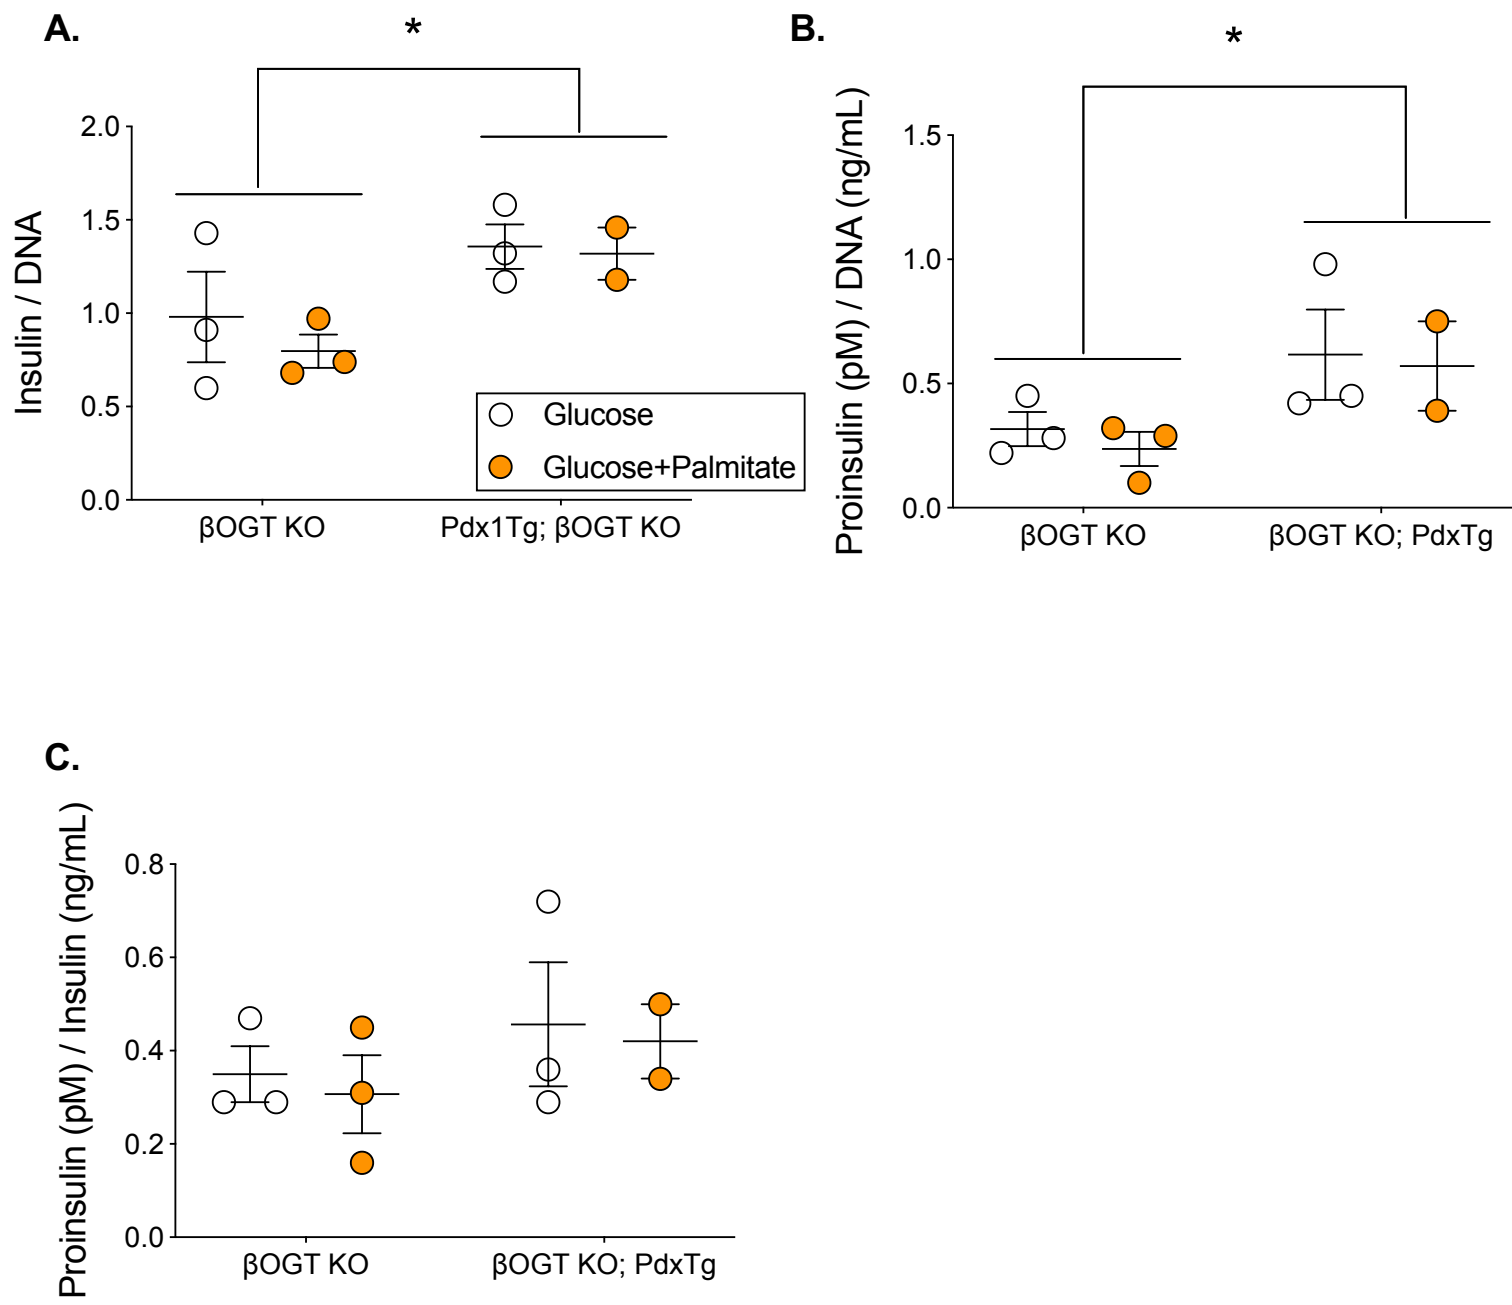 A.
*
Insulin / DNA
2.0
1.5
1.0
0.5
0.0
Glucose
Glucose+Palmitate
βOGT KO
Pdx1Tg; βOGT KO
B.
*
Proinsulin (pM) / DNA (ng/mL)
1.5
1.0
0.5
0.0
βOGT KO
βOGT KO; PdxTg
C.
Proinsulin (pM) / Insulin (ng/mL)
0.8
0.6
0.4
0.2
0.0
βOGT KO
βOGT KO; PdxTg